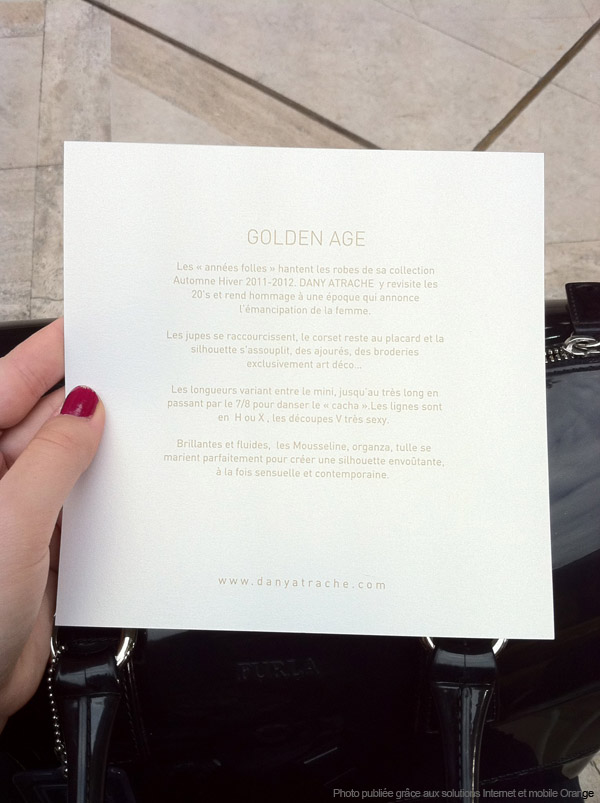 GOLDEN AGE
Les « années folles » hantent les robes de sa collection
Automne Hiver 2011-2012. DANY ATRACHE y revisite les
20's et rend hommage à une époque qui annonce
l'émancipation de la femme.
Les jupes se raccourcissent, le corset reste au placard et la
silhouette s'assouplit, des ajourés, des broderies
exclusivement art déco...
Les longueurs variant entre le mini, jusqu'au très long en
passant par le 7/8 pour danser le « cacha ».Les lignes sont
en H ou X , les découpes V très sexy.
Brillantes et fluides, les Mousseline, organza, tulle se
marient parfaitement pour créer une silhouette envoûtante,
à la fois sensuelle et contemporaine.
www.danyatrache.com
FURLA
Photo publiée grâce aux solutions Internet et mobile Orange